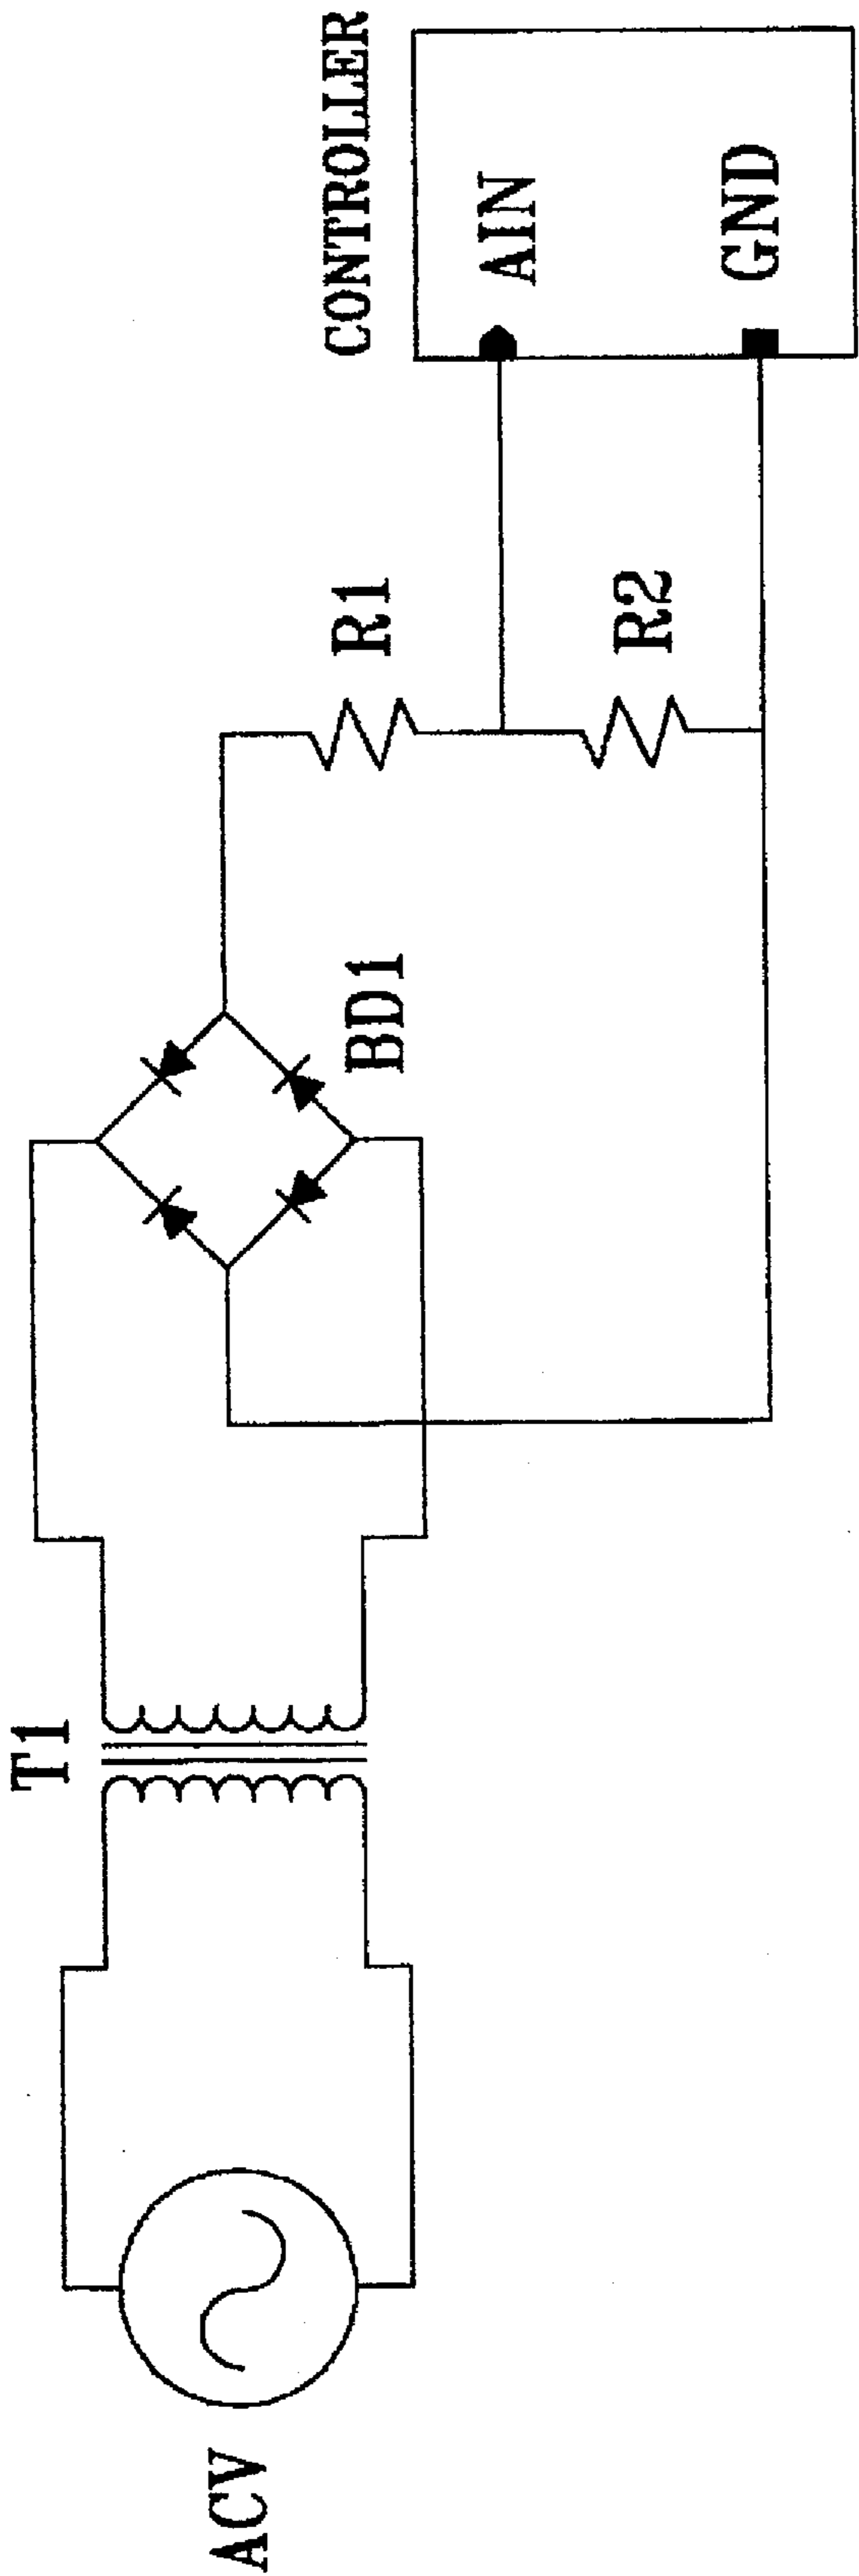 ACV
T1
BD1
R1
R2
CONTROLLER
AIN
GND